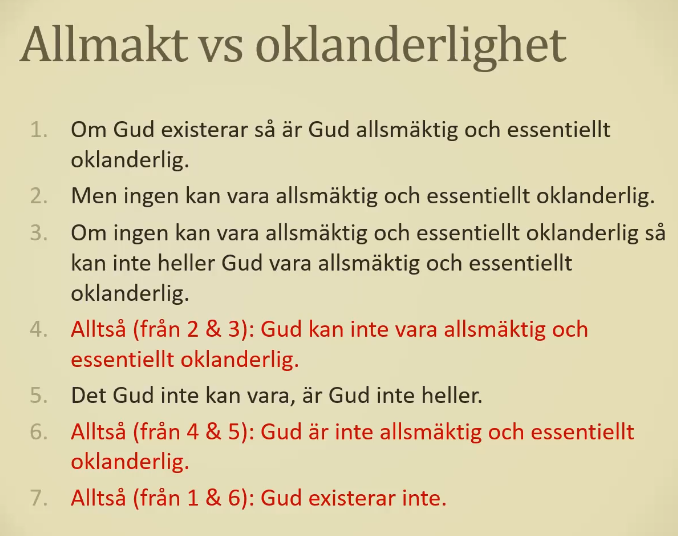 Allmakt vs oklanderlighet
1. Om Gud existerar så är Gud allsmäktig och essentiellt
oklanderlig.
2. Men ingen kan vara allsmäktig och essentiellt oklanderlig.
3. Om ingen kan vara allsmäktig och essentiellt oklanderlig så
kan inte heller Gud vara allsmäktig och essentiellt
oklanderlig.
4. Alltså (från 2 & 3): Gud kan inte vara allsmäktig och
essentiellt oklanderlig.
5. Det Gud inte kan vara, är Gud inte heller.
6. Alltså (från 4 & 5): Gud är inte allsmäktig och essentiellt
oklanderlig.
7. Alltså (från 1 & 6): Gud existerar inte.